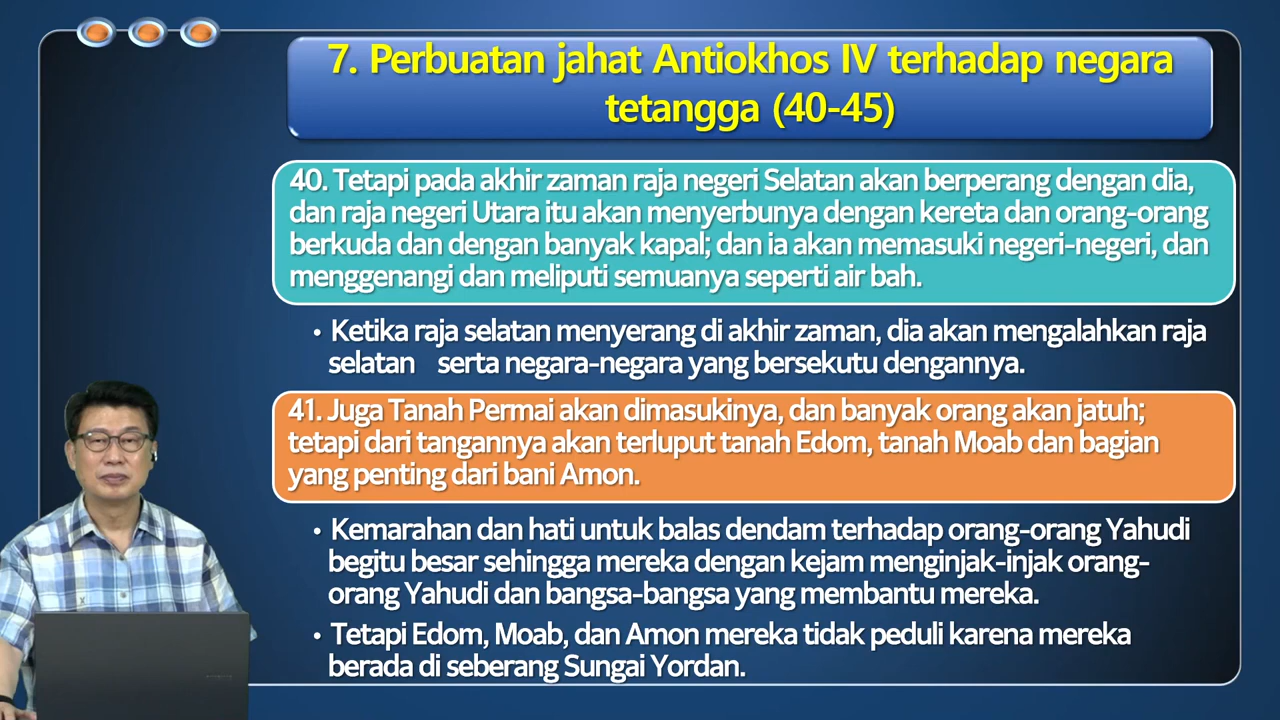 7. Perbuatan jahat Antiokhos IV terhadap negara
tetangga (40-45)
40. Tetapi pada akhir zaman raja negeri Selatan akan berperang dengan dia,
dan raja negeri Utara itu akan menyerbunya dengan kereta dan orang-orang
berkuda dan dengan banyak kapal; dan ia akan memasuki negeri-negeri, dan
menggenangi dan meliputi semuanya seperti air bah.
• Ketika raja selatan menyerang di akhir zaman, dia akan mengalahkan raja
selatan serta negara-negara yang bersekutu dengannya.
41. Juga Tanah Permai akan dimasukinya, dan banyak orang akan jatuh;
tetapi dari tangannya akan terluput tanah Edom, tanah Moab dan bagian
yang penting dari bani Amon.
• Kemarahan dan hati untuk balas dendam terhadap orang-orang Yahudi
begitu besar sehingga mereka dengan kejam menginjak-injak orang-
orang Yahudi dan bangsa-bangsa yang membantu mereka.
• Tetapi Edom, Moab, dan Amon mereka tidak peduli karena mereka
berada di seberang Sungai Yordan.